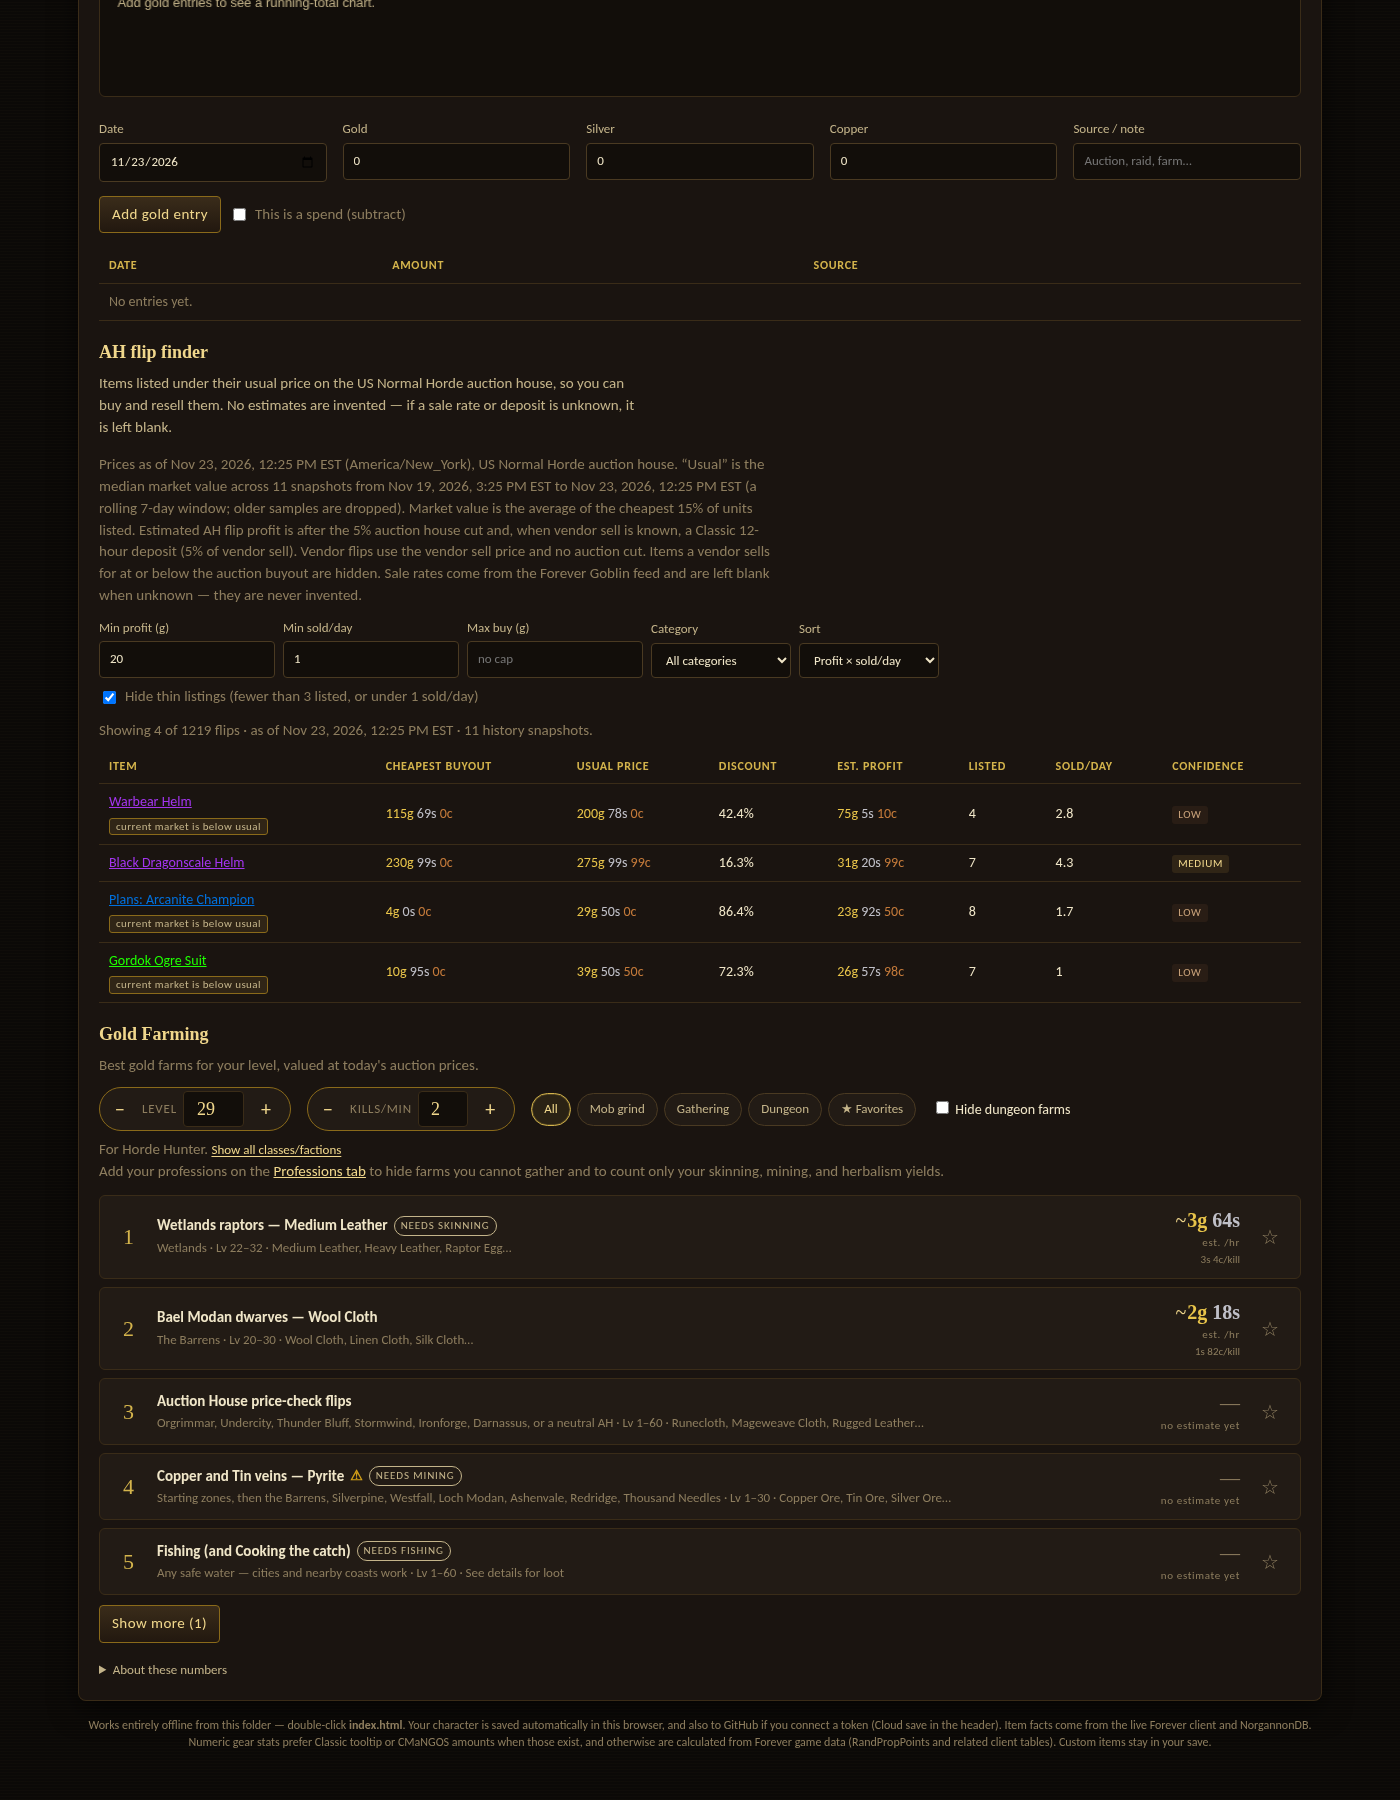 Add gold entries to see a running-total chart.
Date
Gold
Silver
Copper
Source / note
11/23/2026
0
0
0
Auction, raid, farm...
Add gold entry
This is a spend (subtract)
DATE AMOUNT SOURCE
No entries yet.
AH flip finder
Items listed under their usual price on the US Normal Horde auction house, so you can
buy and resell them. No estimates are invented — if a sale rate or deposit is unknown, it
is left blank.
Prices as of Nov 23, 2026, 12:25 PM EST (America/New_York), US Normal Horde auction house. “Usual” is the
median market value across 11 snapshots from Nov 19, 2026, 3:25 PM EST to Nov 23, 2026, 12:25 PM EST (a
rolling 7-day window; older samples are dropped). Market value is the average of the cheapest 15% of units
listed. Estimated AH flip profit is after the 5% auction house cut and, when vendor sell is known, a Classic 12-
hour deposit (5% of vendor sell). Vendor flips use the vendor sell price and no auction cut. Items a vendor sells
for at or below the auction buyout are hidden. Sale rates come from the Forever Goblin feed and are left blank
when unknown — they are never invented.
Min profit (g)
Min sold/day
Max buy (g)
Category
Sort
20
1
no cap
All categories
Profit × sold/day
Hide thin listings (fewer than 3 listed, or under 1 sold/day)
Showing 4 of 1219 flips · as of Nov 23, 2026, 12:25 PM EST · 11 history snapshots.
ITEM CHEAPEST BUYOUT USUAL PRICE DISCOUNT EST. PROFIT LISTED SOLD/DAY CONFIDENCE
Warbear Helm
current market is below usual
115g 69s 0c 200g 78s 0c 42.4% 75g 5s 10c 4 2.8 LOW
Black Dragonscale Helm 230g 99s 0c 275g 99s 99c 16.3% 31g 20s 99c 7 4.3 MEDIUM
Plans: Arcanite Champion
current market is below usual
4g 0s 0c 29g 50s 0c 86.4% 23g 92s 50c 8 1.7 LOW
Gordok Ogre Suit
current market is below usual
10g 95s 0c 39g 50s 50c 72.3% 26g 57s 98c 7 1 LOW
Gold Farming
Best gold farms for your level, valued at today's auction prices.
− LEVEL 29 +
− KILLS/MIN 2 +
All
Mob grind
Gathering
Dungeon
★ Favorites
Hide dungeon farms
For Horde Hunter. Show all classes/factions
Add your professions on the Professions tab to hide farms you cannot gather and to count only your skinning, mining, and herbalism yields.
1
Wetlands raptors — Medium Leather NEEDS SKINNING
Wetlands · Lv 22–32 · Medium Leather, Heavy Leather, Raptor Egg...
~3g 64s
est. /hr
3s 4c/kill
☆
2
Bael Modan dwarves — Wool Cloth
The Barrens · Lv 20–30 · Wool Cloth, Linen Cloth, Silk Cloth...
~2g 18s
est. /hr
1s 82c/kill
☆
3
Auction House price-check flips
Orgrimmar, Undercity, Thunder Bluff, Stormwind, Ironforge, Darnassus, or a neutral AH · Lv 1–60 · Runecloth, Mageweave Cloth, Rugged Leather...
—
no estimate yet
☆
4
Copper and Tin veins — Pyrite ⚠ NEEDS MINING
Starting zones, then the Barrens, Silverpine, Westfall, Loch Modan, Ashenvale, Redridge, Thousand Needles · Lv 1–30 · Copper Ore, Tin Ore, Silver Ore...
—
no estimate yet
☆
5
Fishing (and Cooking the catch) NEEDS FISHING
Any safe water — cities and nearby coasts work · Lv 1–60 · See details for loot
—
no estimate yet
☆
Show more (1)
▶ About these numbers
Works entirely offline from this folder — double-click index.html. Your character is saved automatically in this browser, and also to GitHub if you connect a token (Cloud save in the header). Item facts come from the live Forever client and NorgannonDB.
Numeric gear stats prefer Classic tooltip or CMaNGOS amounts when those exist, and otherwise are calculated from Forever game data (RandPropPoints and related client tables). Custom items stay in your save.